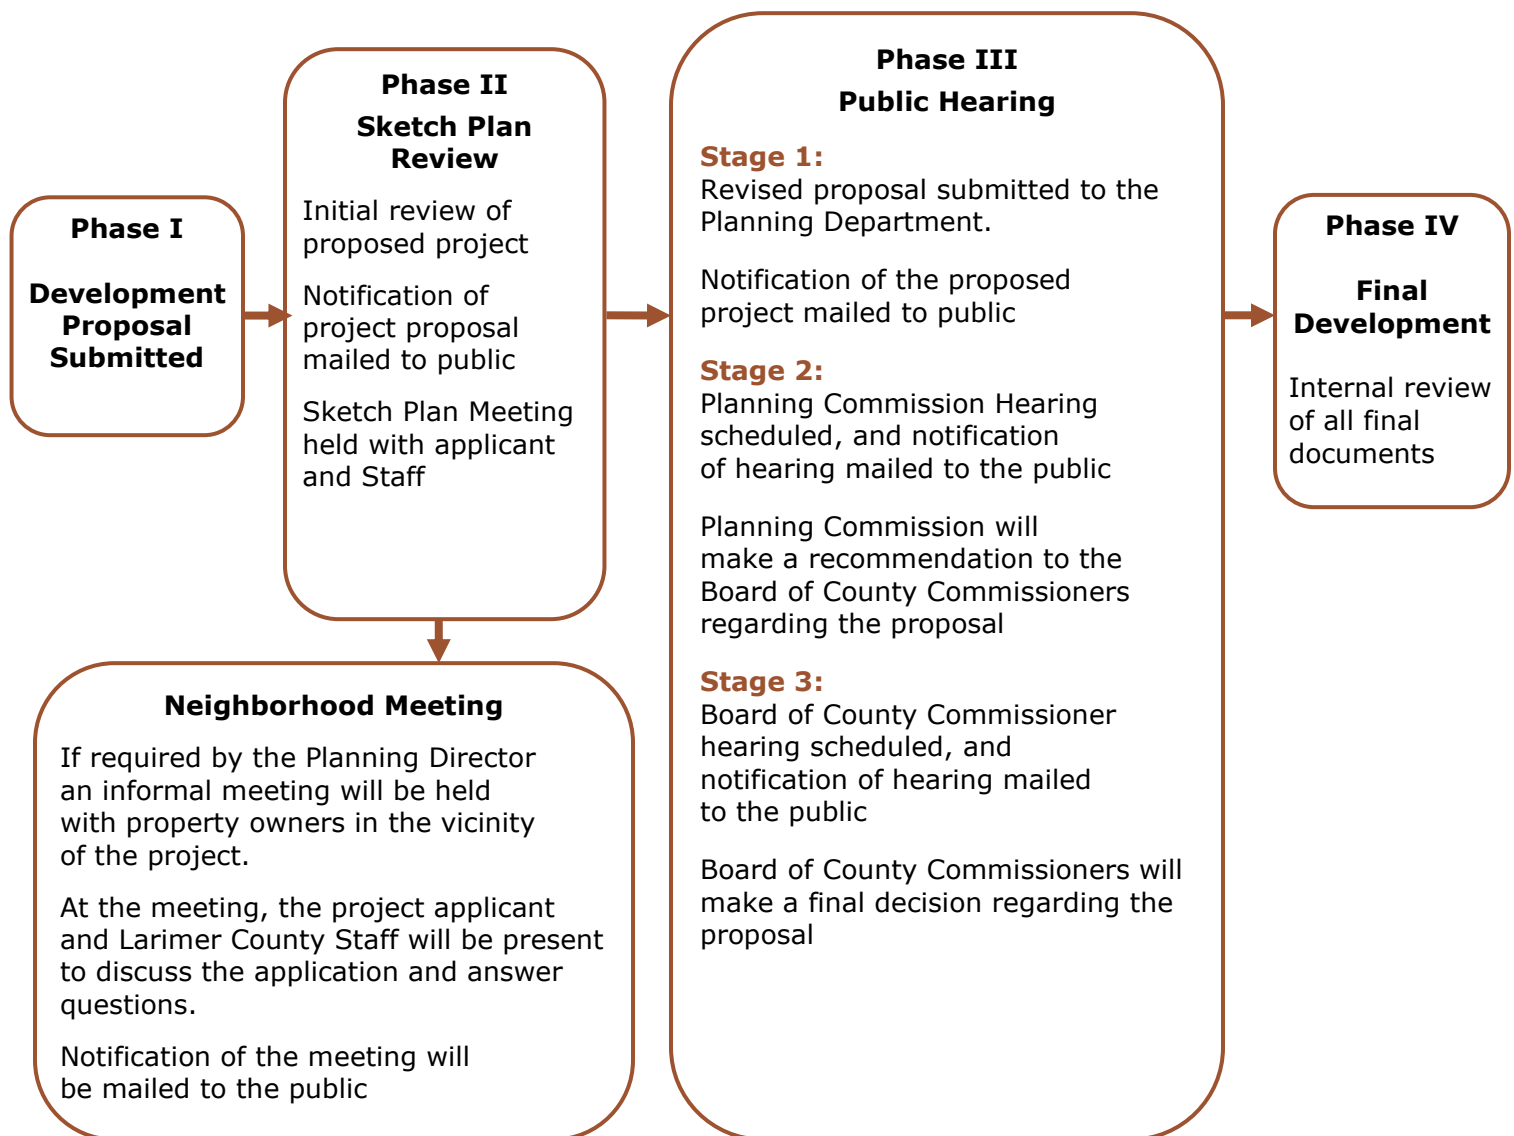 Phase I
Development
Proposal
Submitted
Phase II
Sketch Plan
Review
Initial review of
proposed project
Notification of
project proposal
mailed to public
Sketch Plan Meeting
held with applicant
and Staff
Neighborhood Meeting
If required by the Planning Director
an informal meeting will be held
with property owners in the vicinity
of the project.
At the meeting, the project applicant
and Larimer County Staff will be present
to discuss the application and answer
questions.
Notification of the meeting will
be mailed to the public
Phase III
Public Hearing
Stage 1:
Revised proposal submitted to the
Planning Department.
Notification of the proposed
project mailed to public
Stage 2:
Planning Commission Hearing
scheduled, and notification
of hearing mailed to the public
Planning Commission will
make a recommendation to the
Board of County Commissioners
regarding the proposal
Stage 3:
Board of County Commissioner
hearing scheduled, and
notification of hearing mailed
to the public
Board of County Commissioners will
make a final decision regarding the
proposal
Phase IV
Final
Development
Internal review
of all final
documents